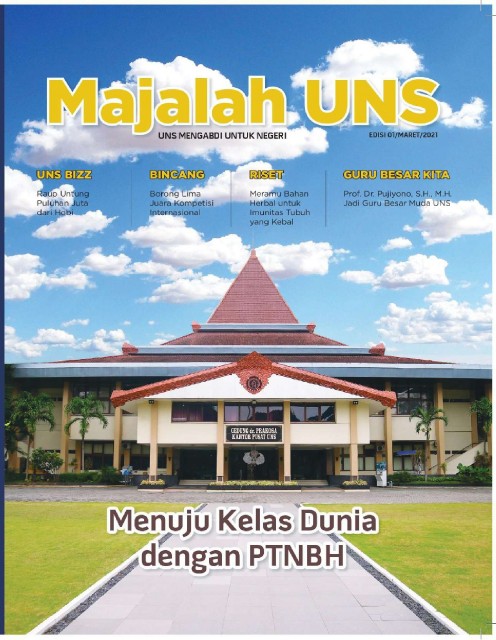 Majalah UNS
UNS MENGABDI UNTUK NEGERI
EDISI 01/MARET/2021
UNS BIZZ
Raup Untung
Puluhan Juta
dari Hobi
BINCANG
Borong Lima
Juara Kompetisi
Internasional
RISET
Meramu Bahan
Herbal untuk
Imunitas Tubuh
yang Kebal
GURU BESAR KITA
Prof. Dr. Pujiyono, S.H., M.H.
Jadi Guru Besar Muda UNS
GEDUNG dr. PRAKOSA
KANTOR PUSAT UNS
Menuju Kelas Dunia
dengan PTNBH